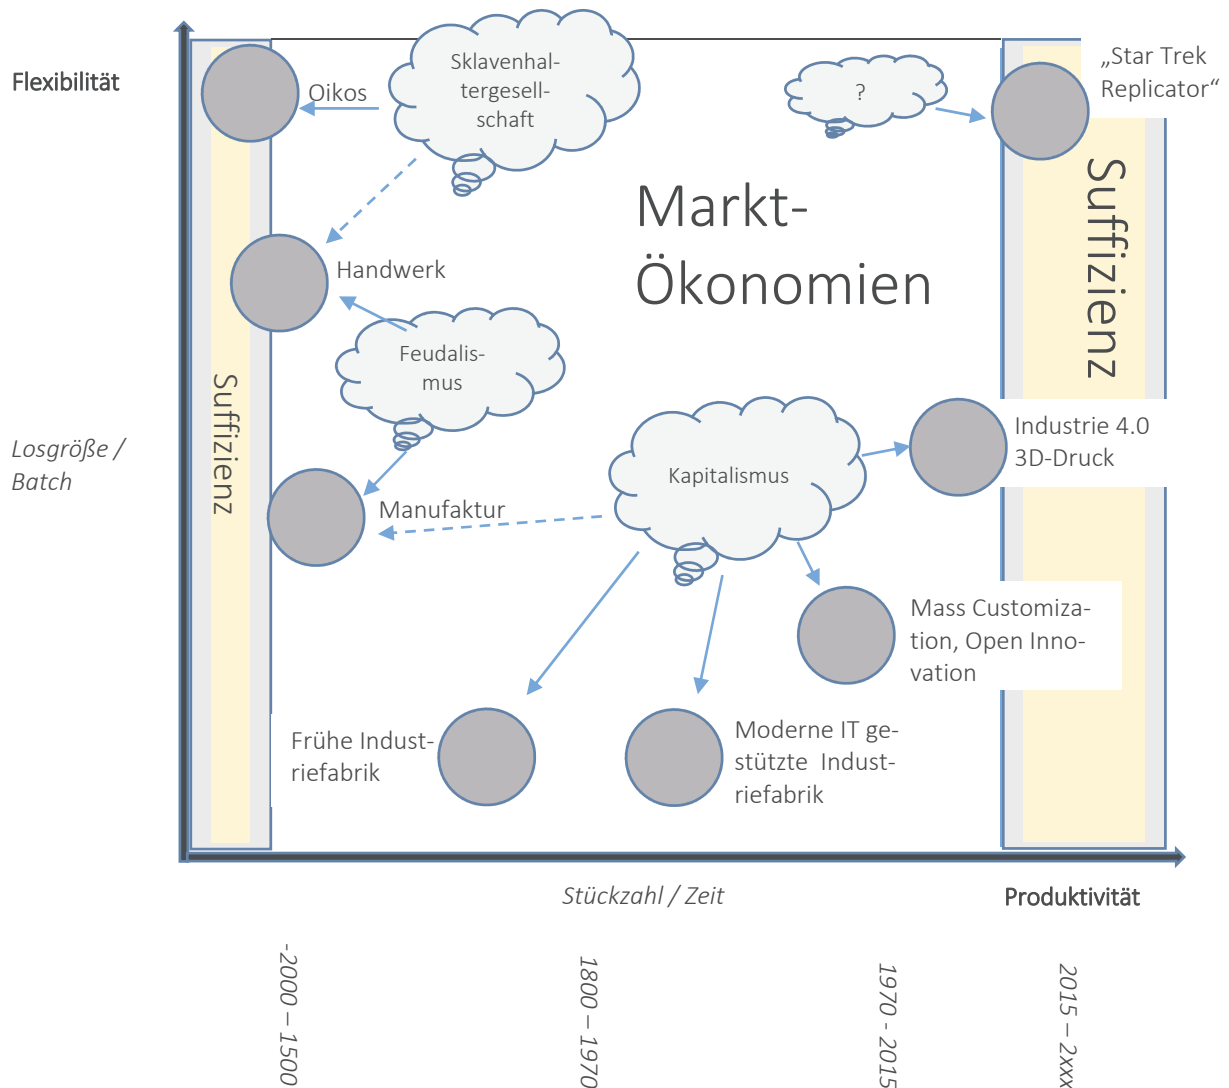 Flexibilität
Oikos
Sklavenhal-
tergesell-
schaft
?
„Star Trek
Replicator“
Markt-
Ökonomien
Suffizienz
Handwerk
Feudalis-
mus
Suffizienz
Losgröße /
Batch
Manufaktur
Kapitalismus
Industrie 4.0
3D-Druck
Mass Customiza-
tion, Open Inno-
vation
Frühe Indust-
riefabrik
Moderne IT ge-
stützte Indust-
riefabrik
Stückzahl / Zeit
Produktivität
-2000 – 1500
1800 – 1970
1970 - 2015
2015 – 2xxx